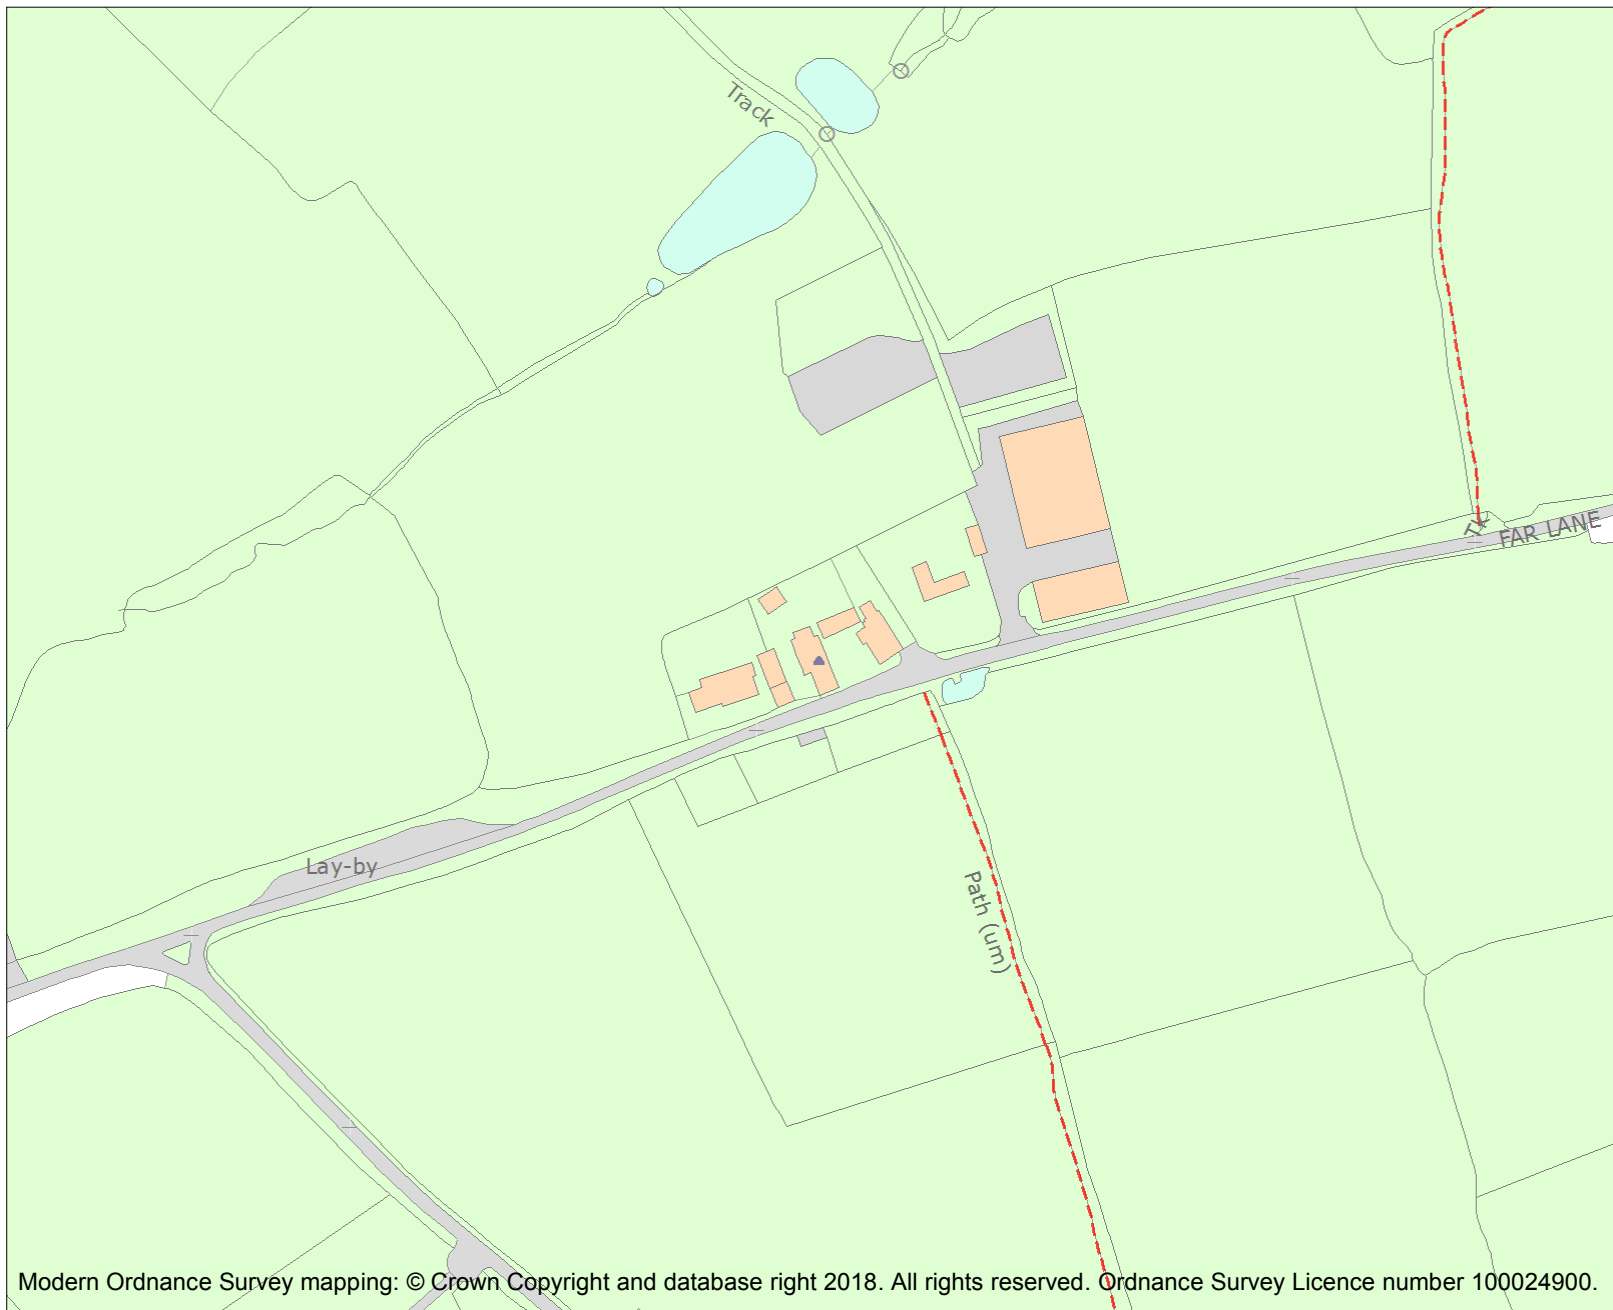 Track
Tk
FAR LANE
Lay-by
Path (um)
Modern Ordnance Survey mapping: © Crown Copyright and database right 2018. All rights reserved. Ordnance Survey Licence number 100024900.